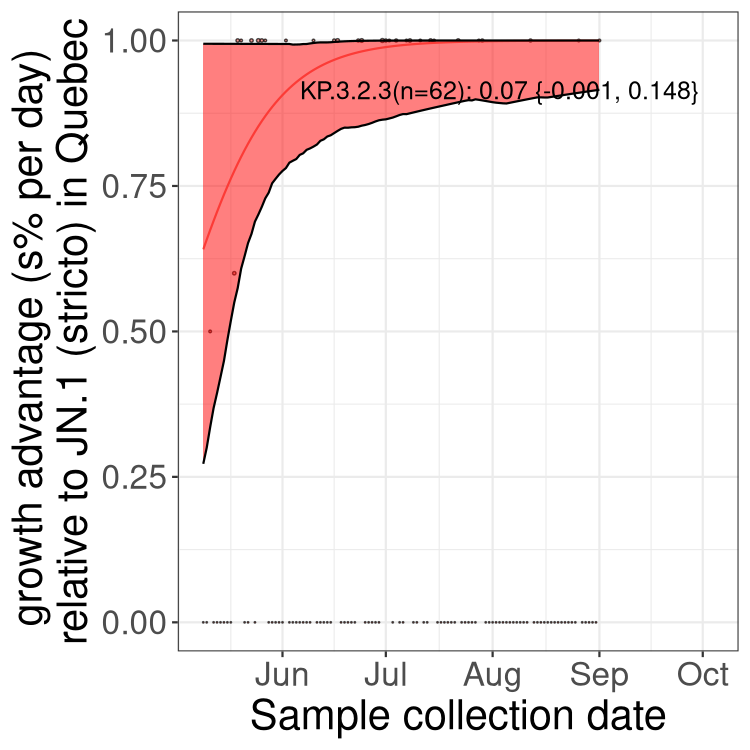 growth advantage (s% per day)
relative to JN.1 (stricto) in Quebec
1.00
0.75
0.50
0.25
0.00
KP.3.2.3(n=62): 0.07 {-0.001, 0.148}
Jun Jul Aug Sep Oct
Sample collection date